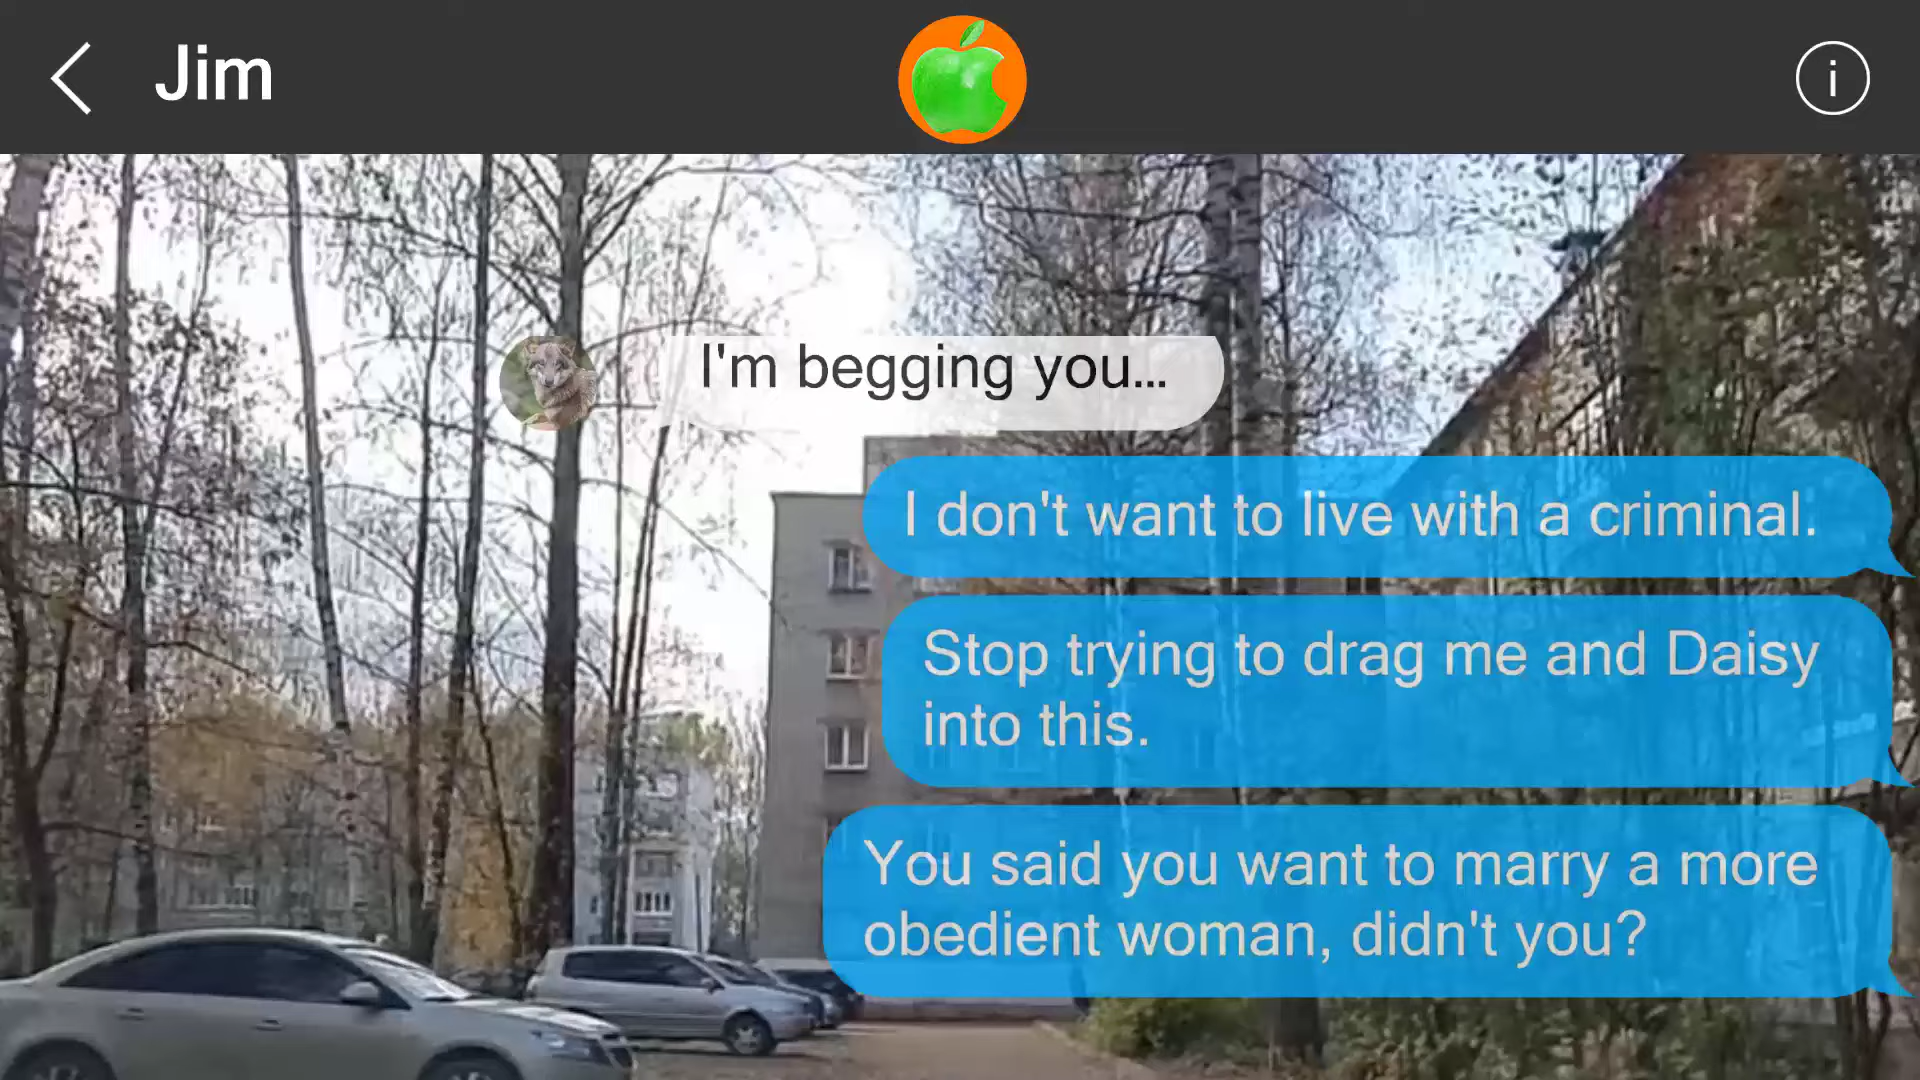 Jim
i
I'm begging you...
I don't want to live with a criminal.
Stop trying to drag me and Daisy
into this.
You said you want to marry a more
obedient woman, didn't you?